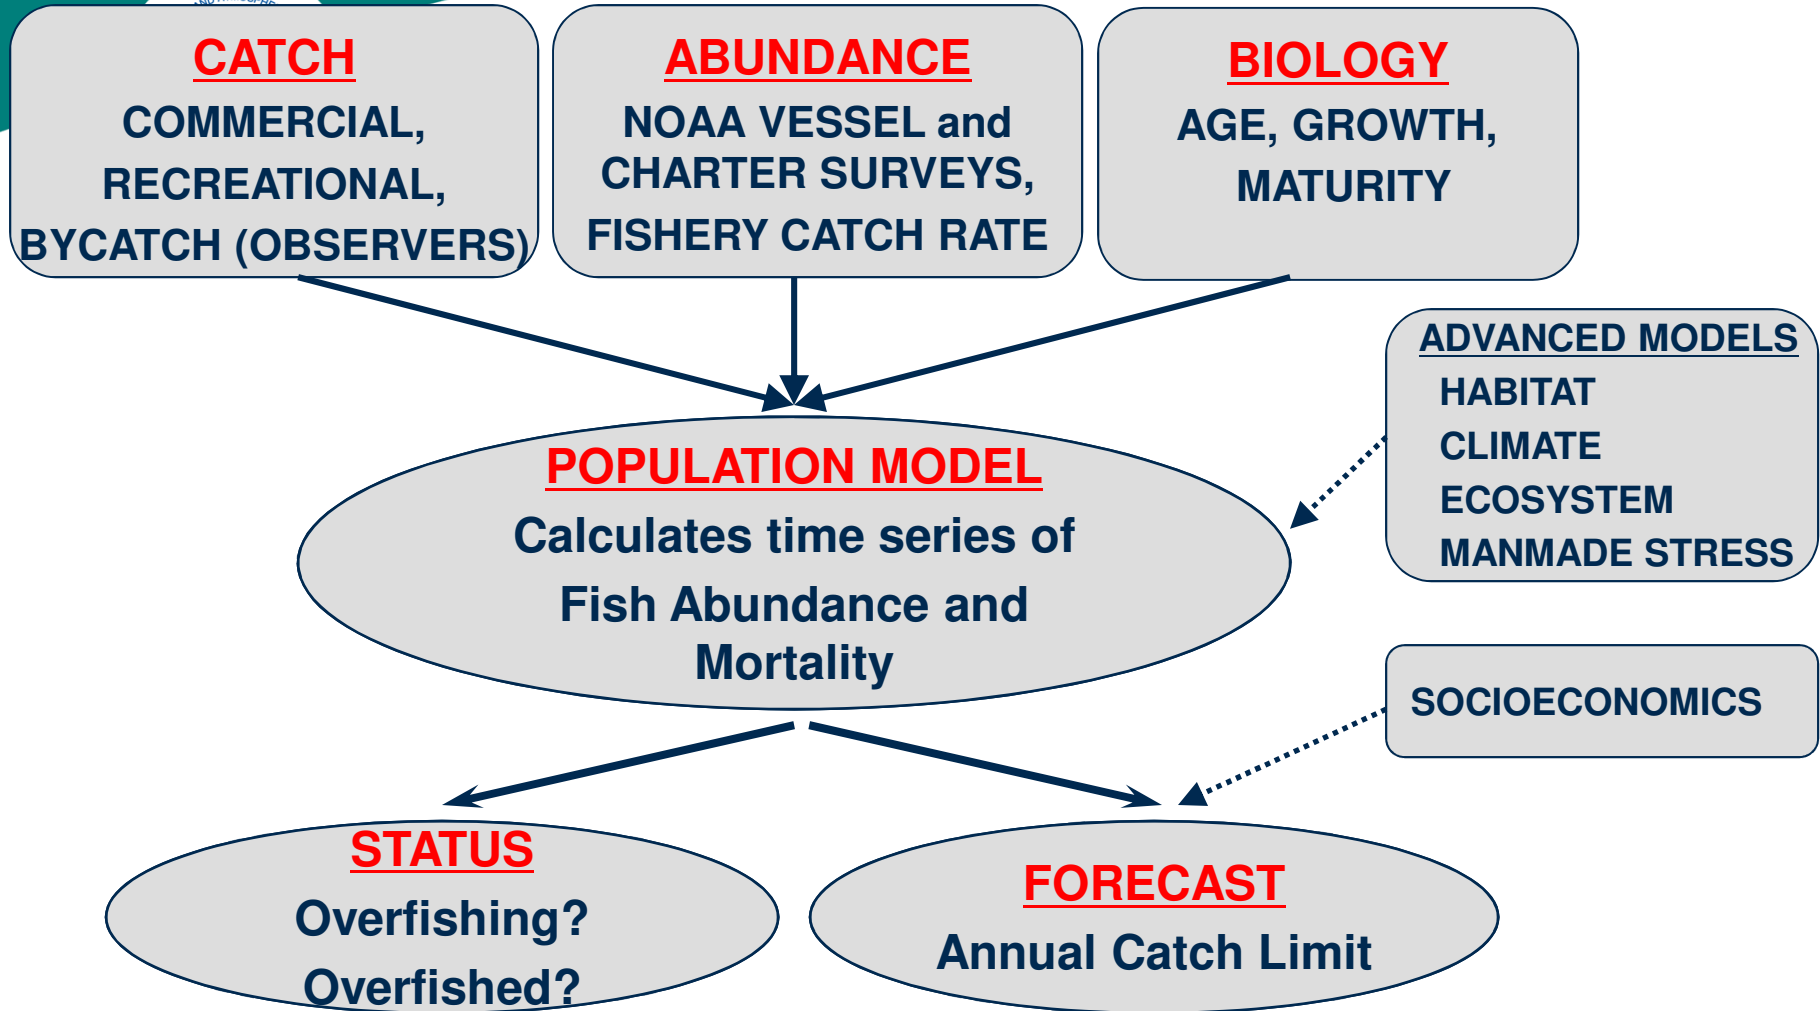 CATCH
COMMERCIAL,
RECREATIONAL,
BYCATCH (OBSERVERS)
ABUNDANCE
NOAA VESSEL and
CHARTER SURVEYS,
FISHERY CATCH RATE
BIOLOGY
AGE, GROWTH,
MATURITY
ADVANCED MODELS
HABITAT
CLIMATE
ECOSYSTEM
MANMADE STRESS
POPULATION MODEL
Calculates time series of
Fish Abundance and
Mortality
SOCIOECONOMICS
STATUS
Overfishing?
Overfished?
FORECAST
Annual Catch Limit